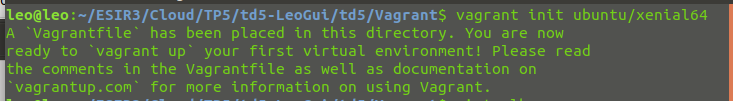 leo@leo:~/ESIR3/Cloud/TP5/td5-LeoGui/td5/Vagrant$ vagrant init ubuntu/xenial64
A `Vagrantfile` has been placed in this directory. You are now
ready to `vagrant up` your first virtual environment! Please read
the comments in the Vagrantfile as well as documentation on
`vagrantup.com` for more information on using Vagrant.